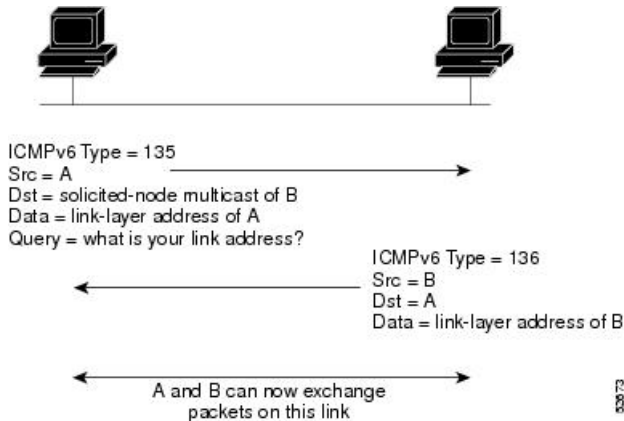 ICMPv6 Type = 135
Src = A
Dst = solicited-node multicast of B
Data = link-layer address of A
Query = what is your link address?
ICMPv6 Type = 136
Src = B
Dst = A
Data = link-layer address of B
A and B can now exchange
packets on this link
52673